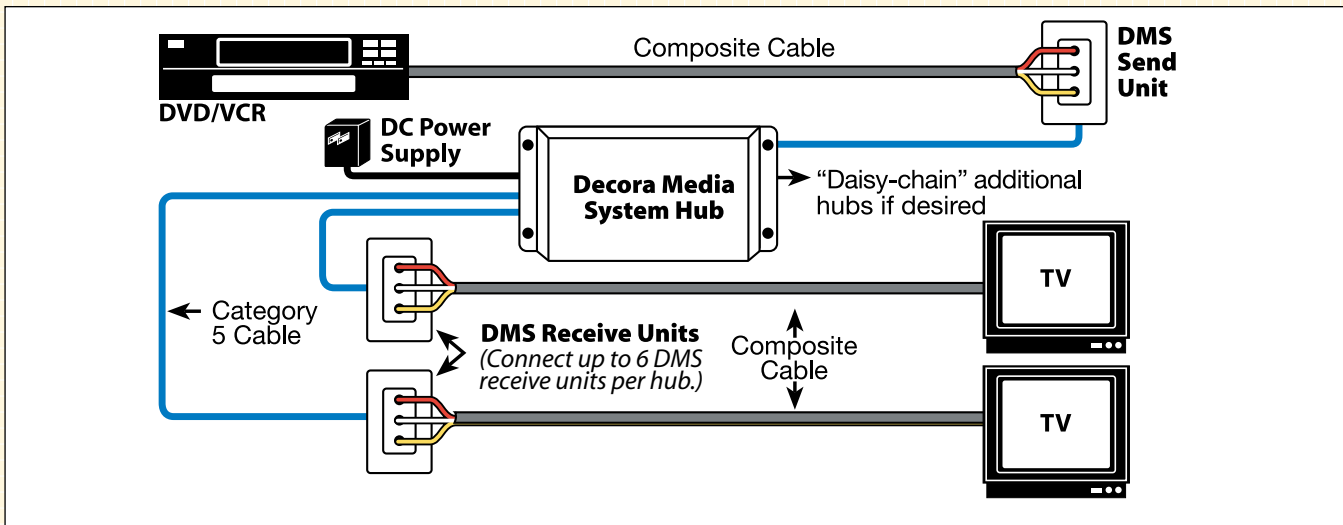 Composite Cable
DMS
Send
Unit
DVD/VCR
DC Power
Supply
Decora Media
System Hub
“Daisy-chain” additional
hubs if desired
TV
Category
5 Cable
DMS Receive Units
(Connect up to 6 DMS
receive units per hub.)
Composite
Cable
TV